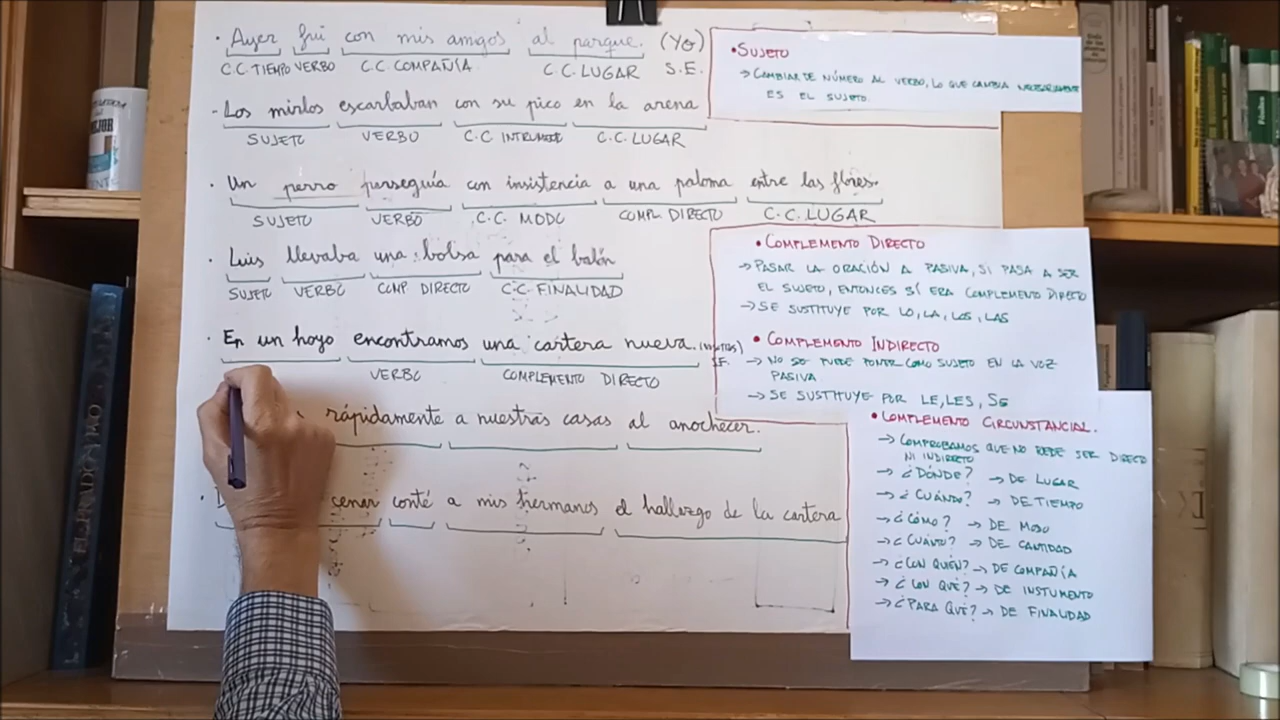 · Ayer fui con mis amigos al parque. (Yo)
C.C. TIEMPO VERBO C.C. COMPAÑÍA C.C. LUGAR S.E.
- Los mirlos escarbaban con su pico en la arena
SUJETO VERBO C.C. C.C. LUGAR
· Un perro perseguía con insistencia a una paloma entre las flores.
SUJETO VERBO C.C. MODO COMPL. DIRECTO C.C. LUGAR
· Luis llevaba una bolsa para el balón
SUJETO VERBO COMP DIRECTO C.C. FINALIDAD
· En un hoyo encontramos una cartera nueva.
VERBO COMPLEMENTO DIRECTO
rápidamente a nuestras casas al anochecer.
· cenar conté a mis hermanos el hallazgo de la cartera
• SUJETO
→ CAMBIAR DE NÚMERO AL VERBO, LO QUE CAMBIA NECESARIAMENTE
ES EL SUJETO.
• COMPLEMENTO DIRECTO
→ PASAR LA ORACIÓN A PASIVA, SI PASA A SER
EL SUJETO, ENTONCES SÍ ERA COMPLEMENTO DIRECTO
→ SE SUSTITUYE POR LO, LA, LOS, LAS
• COMPLEMENTO INDIRECTO
→ NO SE PUEDE PONER COMO SUJETO EN LA VOZ
PASIVA
→ SE SUSTITUYE POR LE, LES, SE
• COMPLEMENTO CIRCUNSTANCIAL.
→ COMPROBAMOS QUE NO PUEDE SER DIRECTO
NI INDIRECTO
→ ¿DÓNDE? → DE LUGAR
→ ¿CUÁNDO? → DE TIEMPO
→ ¿CÓMO? → DE MODO
→ ¿CUÁNTO? → DE CANTIDAD
→ ¿CON QUIÉN? → DE COMPAÑÍA
→ ¿CON QUÉ? → DE INSTUMENTO
→ ¿PARA QUÉ? → DE FINALIDAD
EL PRADO